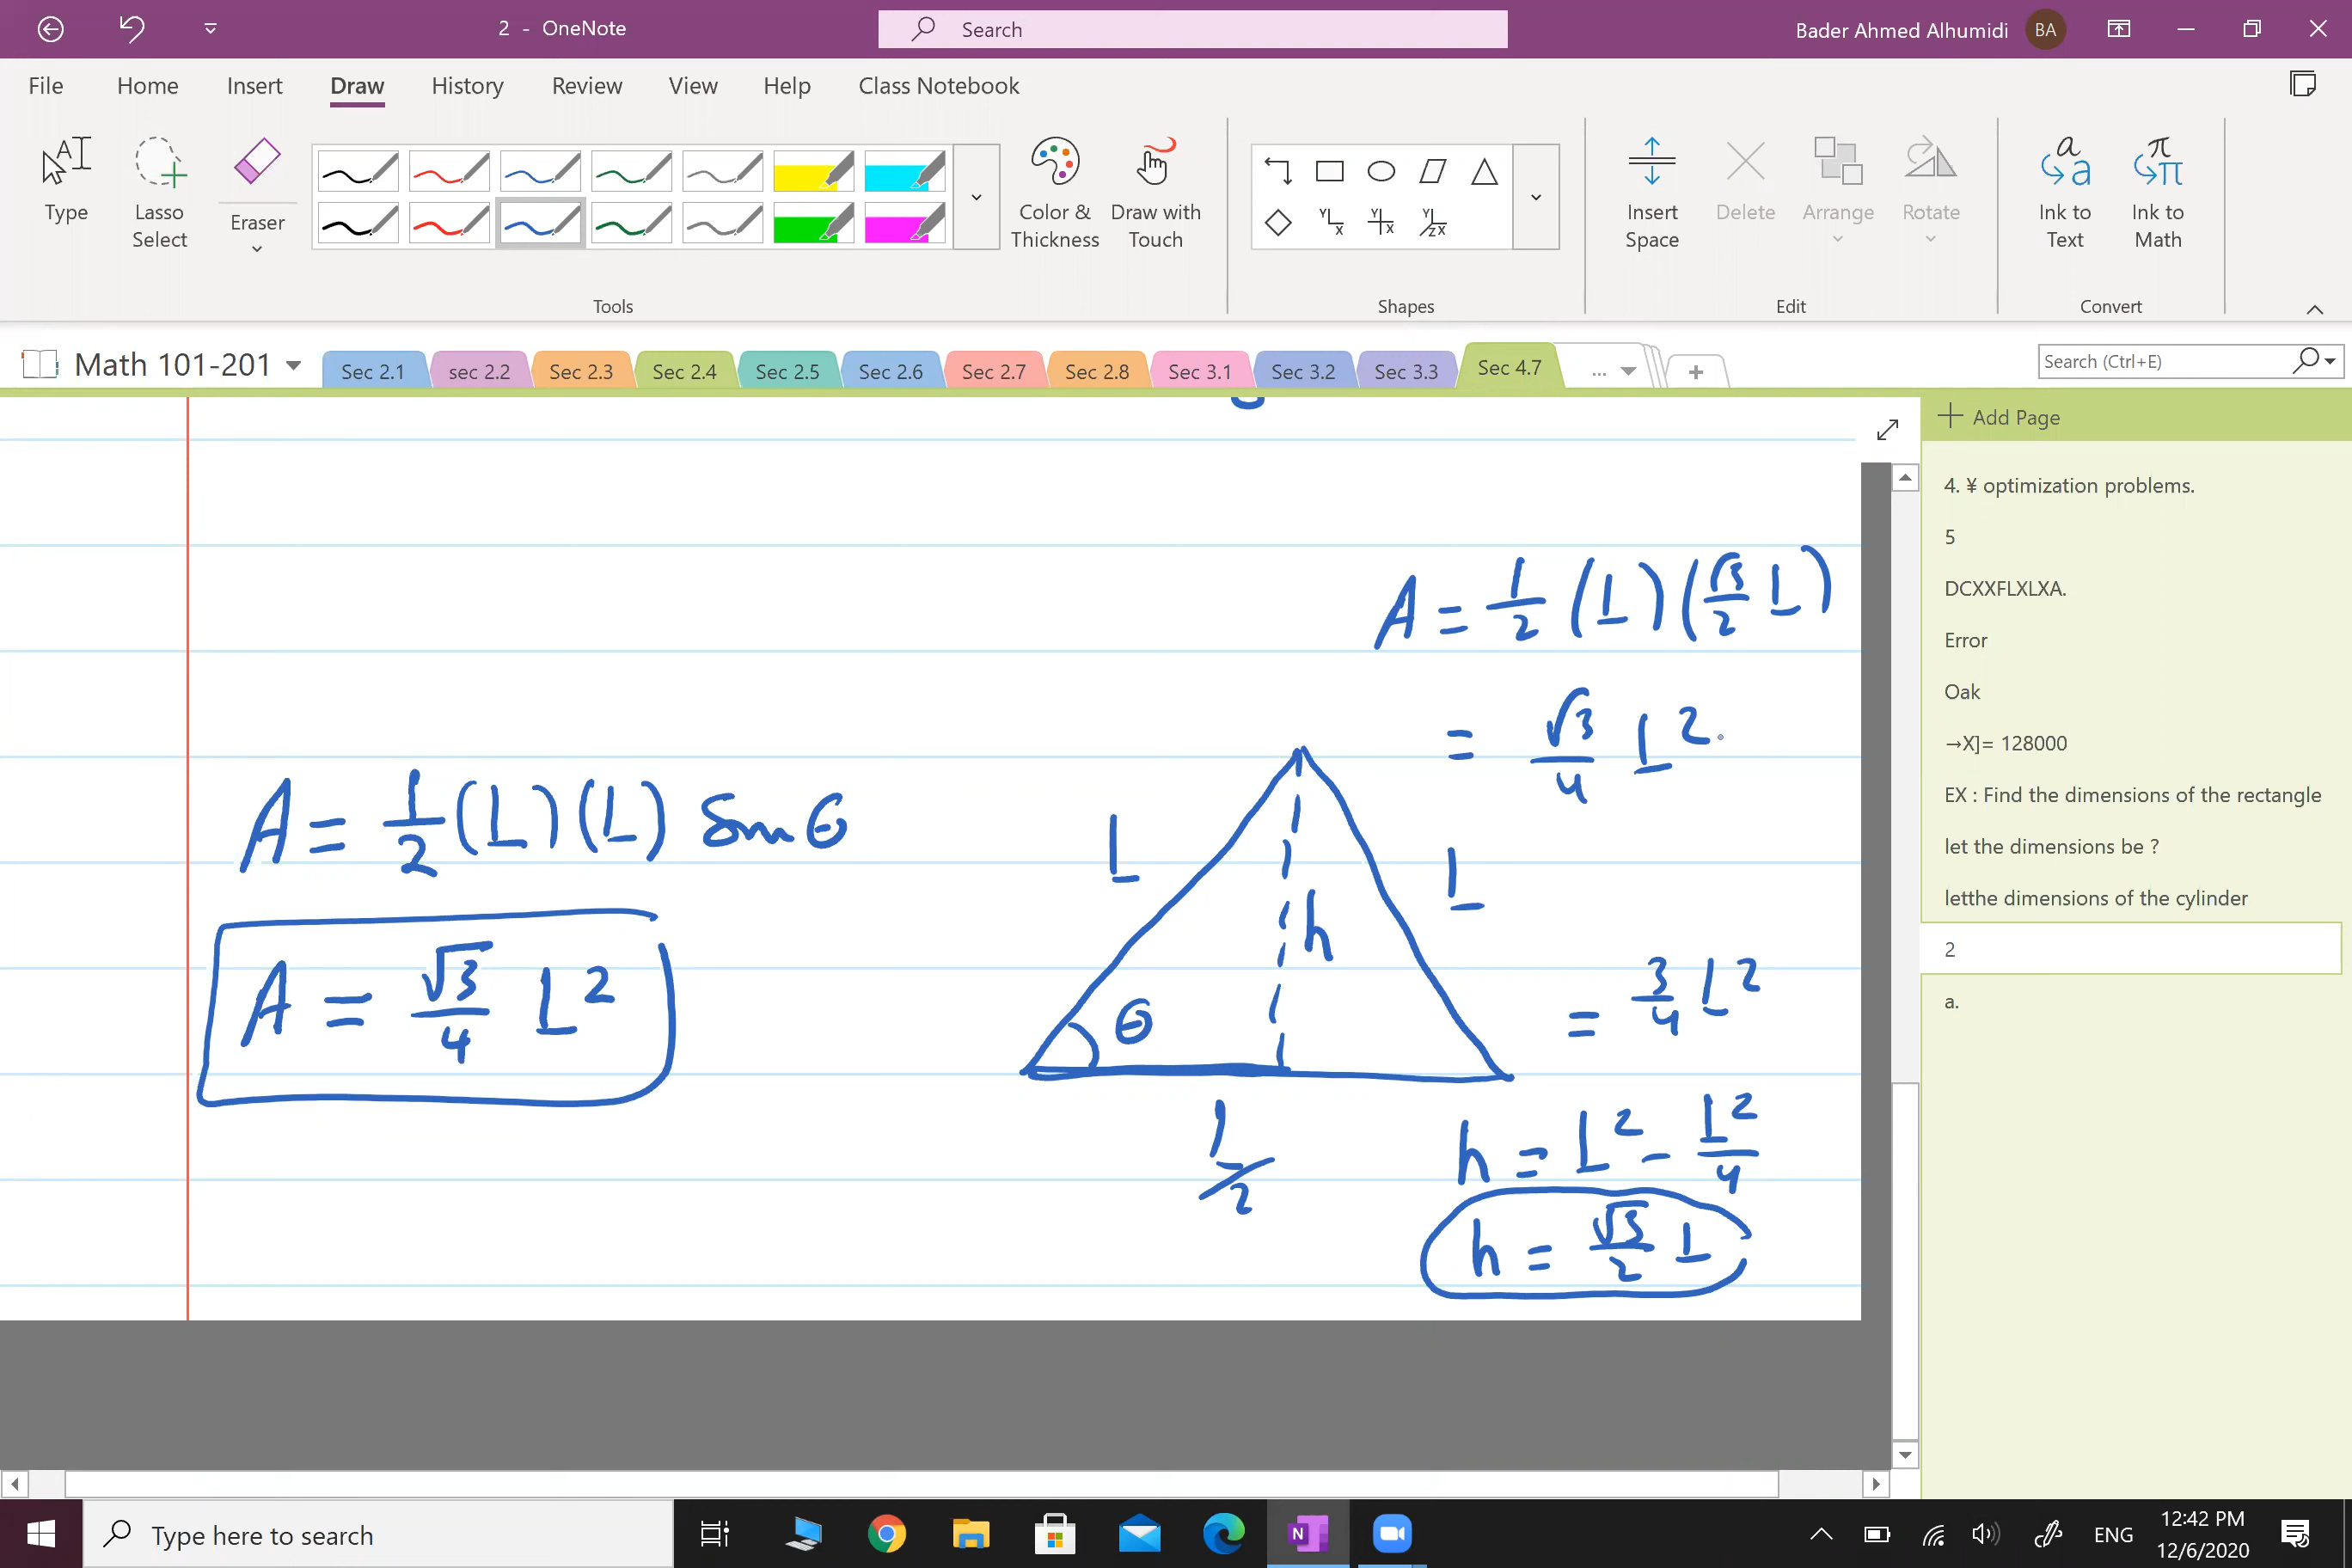 2 - OneNote
Search
Bader Ahmed Alhumidi
BA
File Home Insert Draw History Review View Help Class Notebook
Type
Lasso Select
Eraser
Color & Thickness
Draw with Touch
Insert Space
Delete
Arrange
Rotate
Ink to Text
Ink to Math
Tools
Shapes
Edit
Convert
Math 101-201
Sec 2.1 sec 2.2 Sec 2.3 Sec 2.4 Sec 2.5 Sec 2.6 Sec 2.7 Sec 2.8 Sec 3.1 Sec 3.2 Sec 3.3 Sec 4.7 ...
Search (Ctrl+E)
Add Page
4. ¥ optimization problems.
5
DCXXFLXLXA.
Error
Oak
→X]= 128000
EX : Find the dimensions of the rectangle
let the dimensions be ?
letthe dimensions of the cylinder
2
a.
A = 1/2 (L)(√3/2 L)
= √3/4 L²
A = 1/2 (L)(L) sin θ
A = √3/4 L²
L
L
h
θ
L/2
= 3/4 L²
h = L² - L²/4
h = √3/2 L
Type here to search
ENG
12:42 PM
12/6/2020